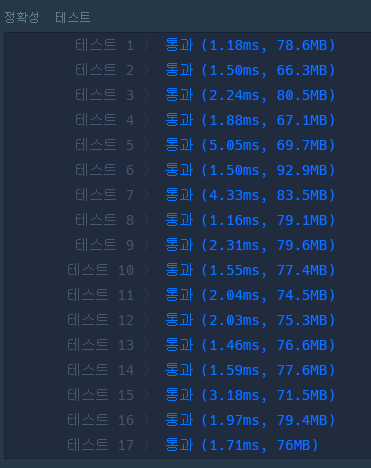 정확성 테스트
테스트 1 〉 통과 (1.18ms, 78.6MB)
테스트 2 〉 통과 (1.50ms, 66.3MB)
테스트 3 〉 통과 (2.24ms, 80.5MB)
테스트 4 〉 통과 (1.88ms, 67.1MB)
테스트 5 〉 통과 (5.05ms, 69.7MB)
테스트 6 〉 통과 (1.50ms, 92.9MB)
테스트 7 〉 통과 (4.33ms, 83.5MB)
테스트 8 〉 통과 (1.16ms, 79.1MB)
테스트 9 〉 통과 (2.31ms, 79.6MB)
테스트 10 〉 통과 (1.55ms, 77.4MB)
테스트 11 〉 통과 (2.04ms, 74.5MB)
테스트 12 〉 통과 (2.03ms, 75.3MB)
테스트 13 〉 통과 (1.46ms, 76.6MB)
테스트 14 〉 통과 (1.59ms, 77.6MB)
테스트 15 〉 통과 (3.18ms, 71.5MB)
테스트 16 〉 통과 (1.97ms, 79.4MB)
테스트 17 〉 통과 (1.71ms, 76MB)